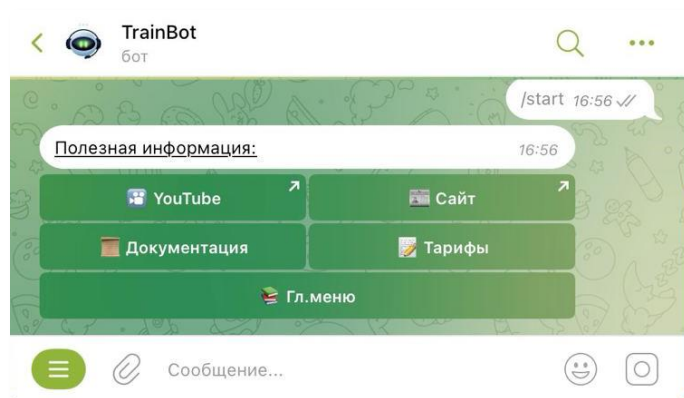 TrainBot
бот
/start 16:56
Полезная информация: 16:56
YouTube
Сайт
Документация
Тарифы
Гл.меню
Сообщение...